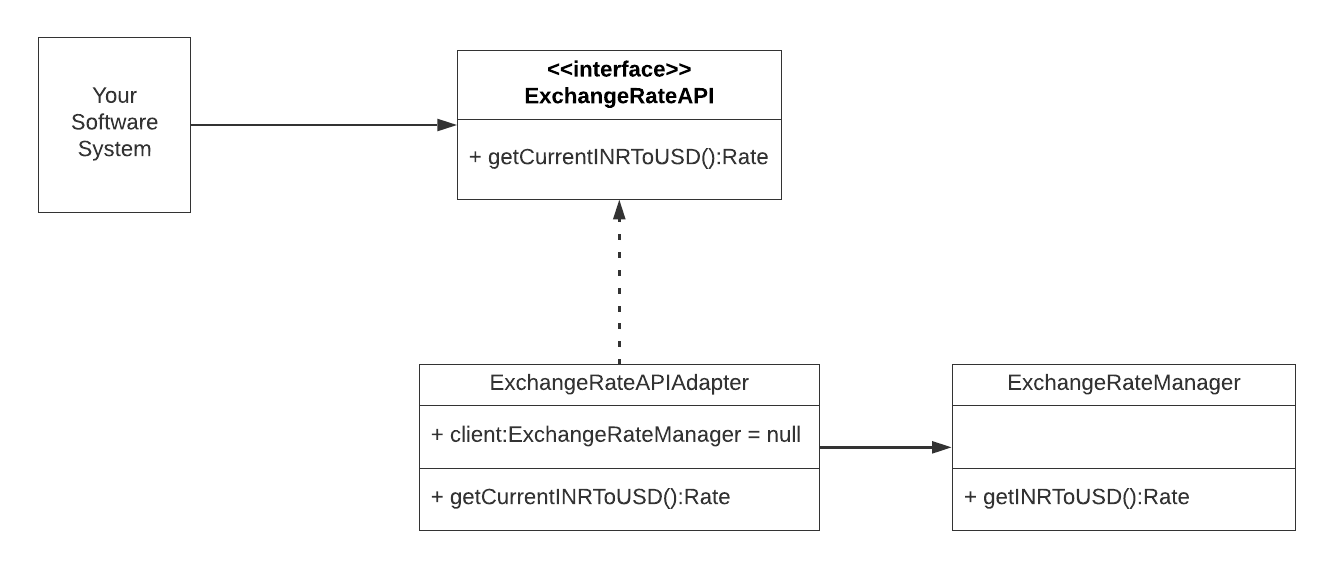 Your
Software
System
<<interface>>
ExchangeRateAPI
+ getCurrentINRToUSD():Rate
ExchangeRateAPIAdapter
+ client:ExchangeRateManager = null
+ getCurrentINRToUSD():Rate
ExchangeRateManager
+ getINRToUSD():Rate